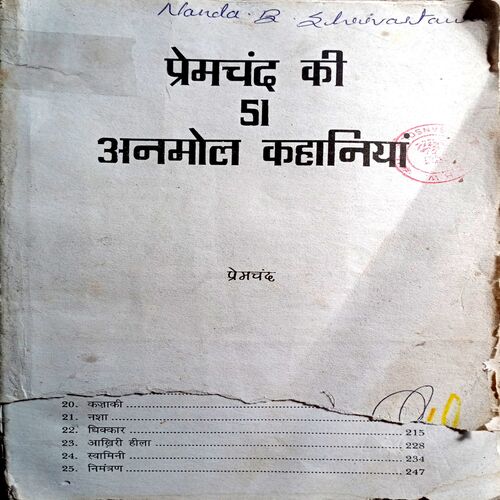 Nanda. B. Shrivastav
प्रेमचंद की
51
अनमोल कहानियां
प्रेमचंद
20. कज़ाकी
21. नशा
22. धिक्कार 215
23. आख़िरी हीला 228
24. स्वामिनी 234
25. निमंत्रण 247